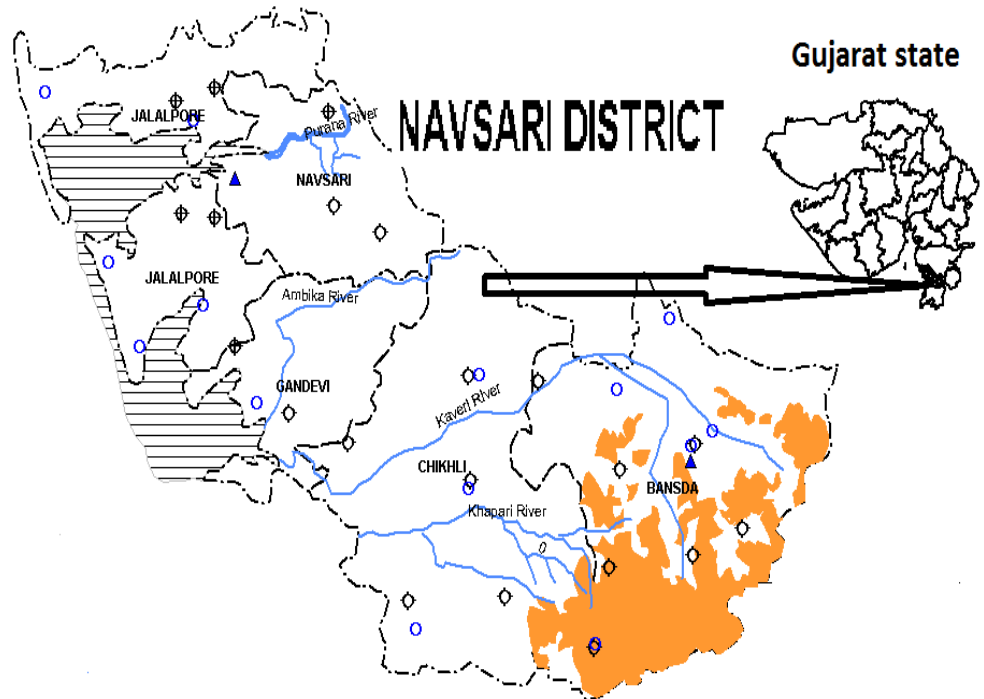 Gujarat state
NAVSARI DISTRICT
JALALPORE
Purana River
NAVSARI
JALALPORE
Ambika River
GANDEVI
Kaveri River
CHIKHLI
BANSDA
Khapari River